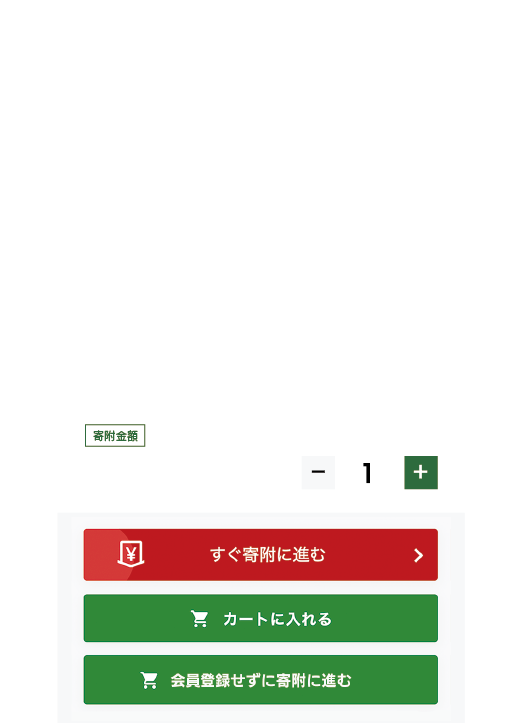 寄附金額
− 1 +
¥ すぐ寄附に進む
カートに入れる
会員登録せずに寄附に進む